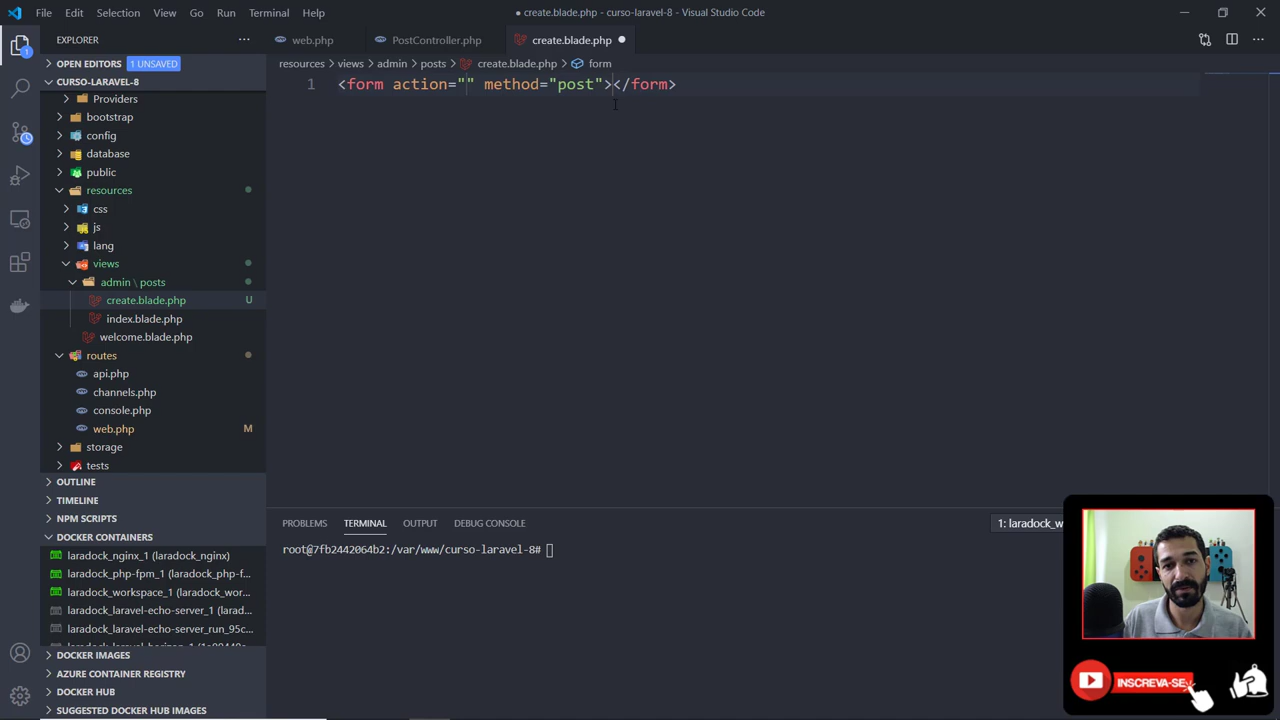 File Edit Selection View Go Run Terminal Help
● create.blade.php - curso-laravel-8 - Visual Studio Code
EXPLORER
web.php
PostController.php
create.blade.php
OPEN EDITORS 1 UNSAVED
resources > views > admin > posts > create.blade.php > form
CURSO-LARAVEL-8
1 <form action="" method="post"></form>
Providers
bootstrap
config
database
public
resources
css
js
lang
views
admin \ posts
create.blade.php U
index.blade.php
welcome.blade.php
routes
api.php
channels.php
console.php
web.php M
storage
tests
OUTLINE
TIMELINE
NPM SCRIPTS
DOCKER CONTAINERS
laradock_nginx_1 (laradock_nginx)
laradock_php-fpm_1 (laradock_php-f...
laradock_workspace_1 (laradock_wor...
laradock_laravel-echo-server_1 (larad...
laradock_laravel-echo-server_run_95c...
DOCKER IMAGES
AZURE CONTAINER REGISTRY
DOCKER HUB
SUGGESTED DOCKER HUB IMAGES
PROBLEMS TERMINAL OUTPUT DEBUG CONSOLE
1: laradock_w
root@7fb2442064b2:/var/www/curso-laravel-8#
INSCREVA-SE